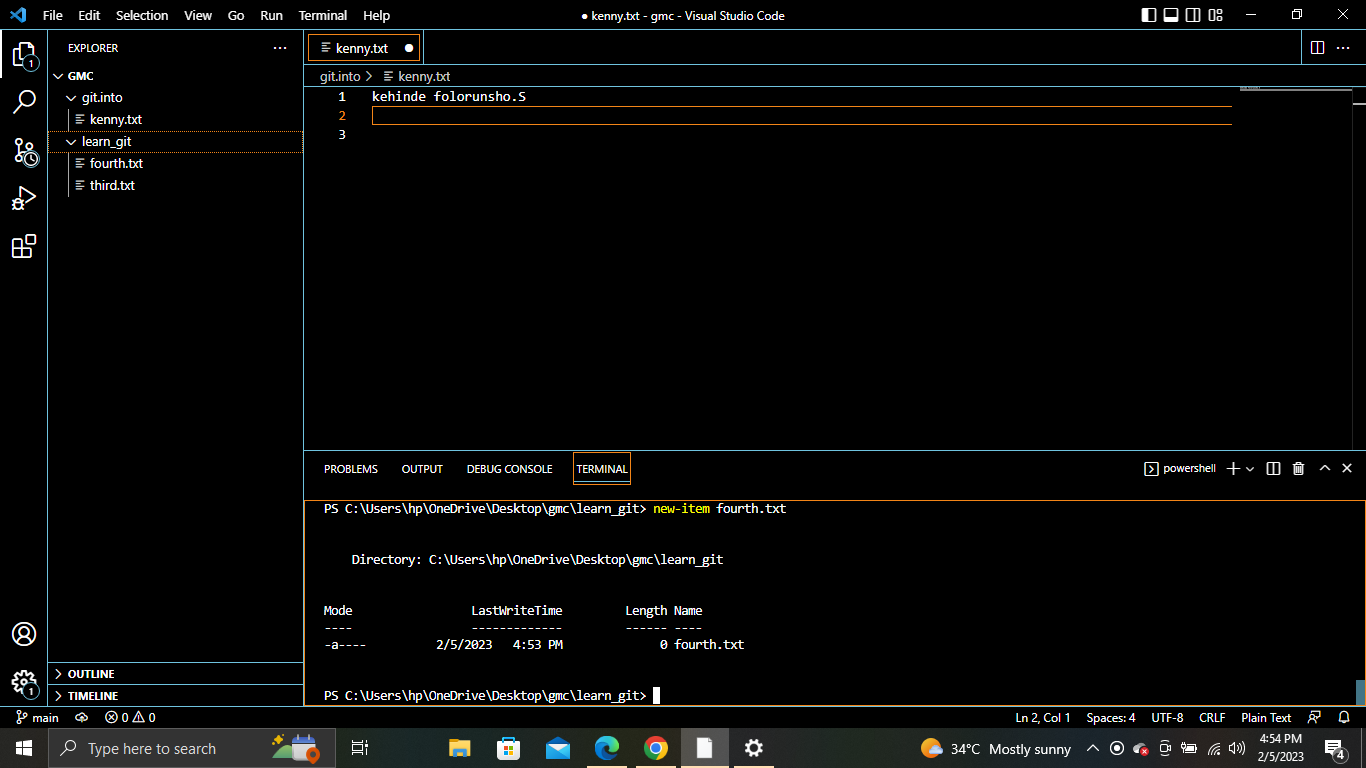 File Edit Selection View Go Run Terminal Help
● kenny.txt - gmc - Visual Studio Code
EXPLORER
1
GMC
git.into
kenny.txt
learn_git
fourth.txt
third.txt
OUTLINE
TIMELINE
1
kenny.txt
git.into > kenny.txt
1 kehinde folorunsho.S
2
3
PROBLEMS OUTPUT DEBUG CONSOLE TERMINAL
powershell
PS C:\Users\hp\OneDrive\Desktop\gmc\learn_git> new-item fourth.txt
Directory: C:\Users\hp\OneDrive\Desktop\gmc\learn_git
Mode LastWriteTime Length Name
---- ------------- ------ ----
-a---- 2/5/2023 4:53 PM 0 fourth.txt
PS C:\Users\hp\OneDrive\Desktop\gmc\learn_git>
main 0 0
Ln 2, Col 1 Spaces: 4 UTF-8 CRLF Plain Text
Type here to search
34°C Mostly sunny
4:54 PM
2/5/2023
4